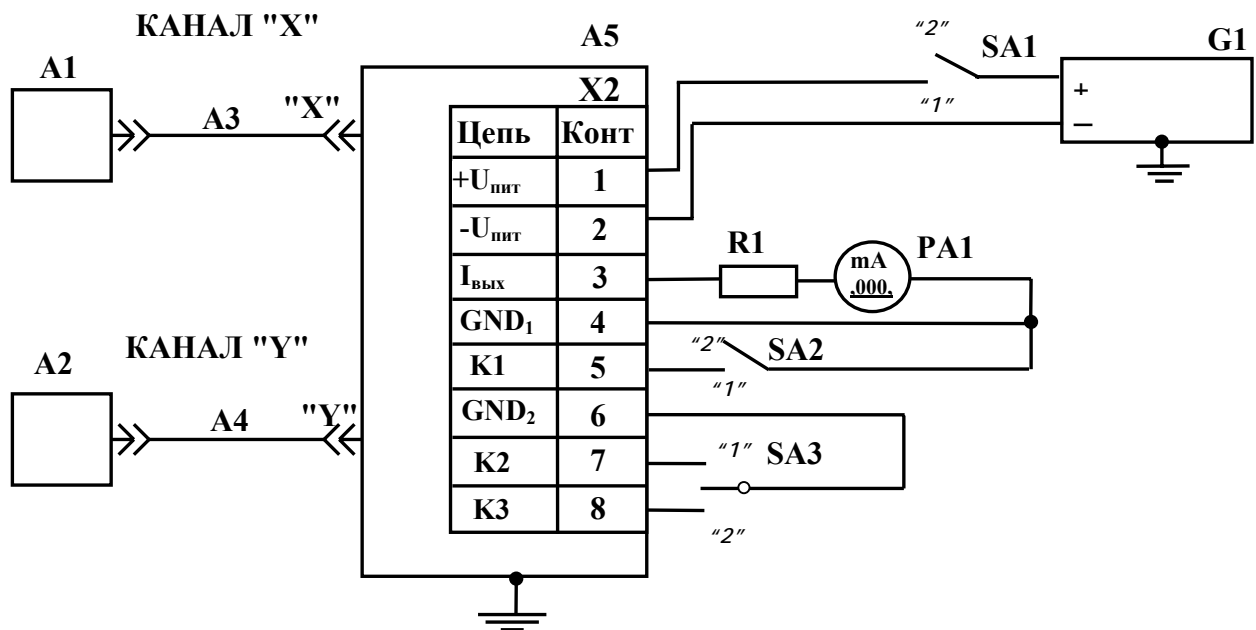 КАНАЛ "X"
A1
A3
"X"
A5
X2
Цепь Конт
+Uпит 1
-Uпит 2
Iвых 3
GND1 4
K1 5
GND2 6
K2 7
K3 8
"2"
SA1
"1"
G1
+
–
R1
mA
,000,
PA1
"2"
SA2
"1"
"1"
SA3
"2"
КАНАЛ "Y"
A2
A4
"Y"